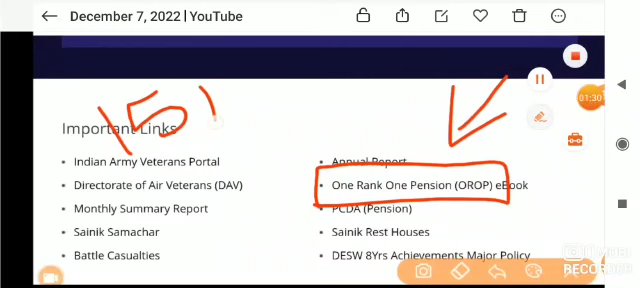 December 7, 2022 | YouTube
01:30
15)
Important Links
Indian Army Veterans Portal
Directorate of Air Veterans (DAV)
Monthly Summary Report
Sainik Samachar
Battle Casualties
Annual Report
One Rank One Pension (OROP) eBook
PCDA (Pension)
Sainik Rest Houses
DESW 8Yrs Achievements Major Policy
RECORDER